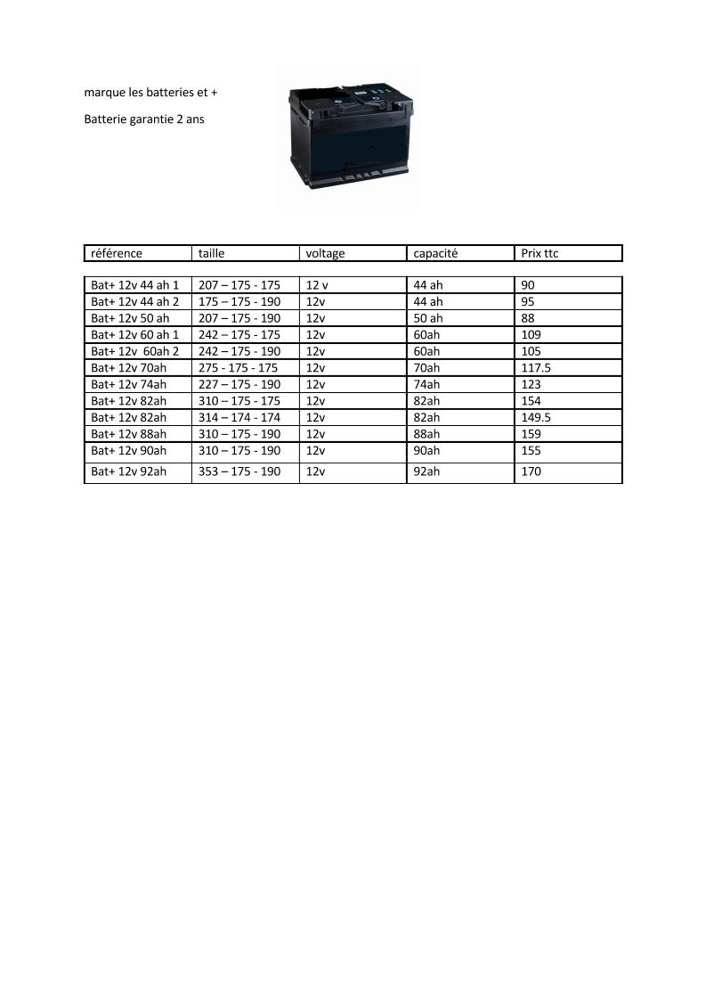 marque les batteries et +
Batterie garantie 2 ans
référence taille voltage capacité Prix ttc
Bat+ 12v 44 ah 1 207 – 175 - 175 12 v 44 ah 90
Bat+ 12v 44 ah 2 175 – 175 - 190 12v 44 ah 95
Bat+ 12v 50 ah 207 – 175 - 190 12v 50 ah 88
Bat+ 12v 60 ah 1 242 – 175 - 175 12v 60ah 109
Bat+ 12v  60ah 2 242 – 175 - 190 12v 60ah 105
Bat+ 12v 70ah 275 - 175 - 175 12v 70ah 117.5
Bat+ 12v 74ah 227 – 175 - 190 12v 74ah 123
Bat+ 12v 82ah 310 – 175 - 175 12v 82ah 154
Bat+ 12v 82ah 314 – 174 - 174 12v 82ah 149.5
Bat+ 12v 88ah 310 – 175 - 190 12v 88ah 159
Bat+ 12v 90ah 310 – 175 - 190 12v 90ah 155
Bat+ 12v 92ah 353 – 175 - 190 12v 92ah 170